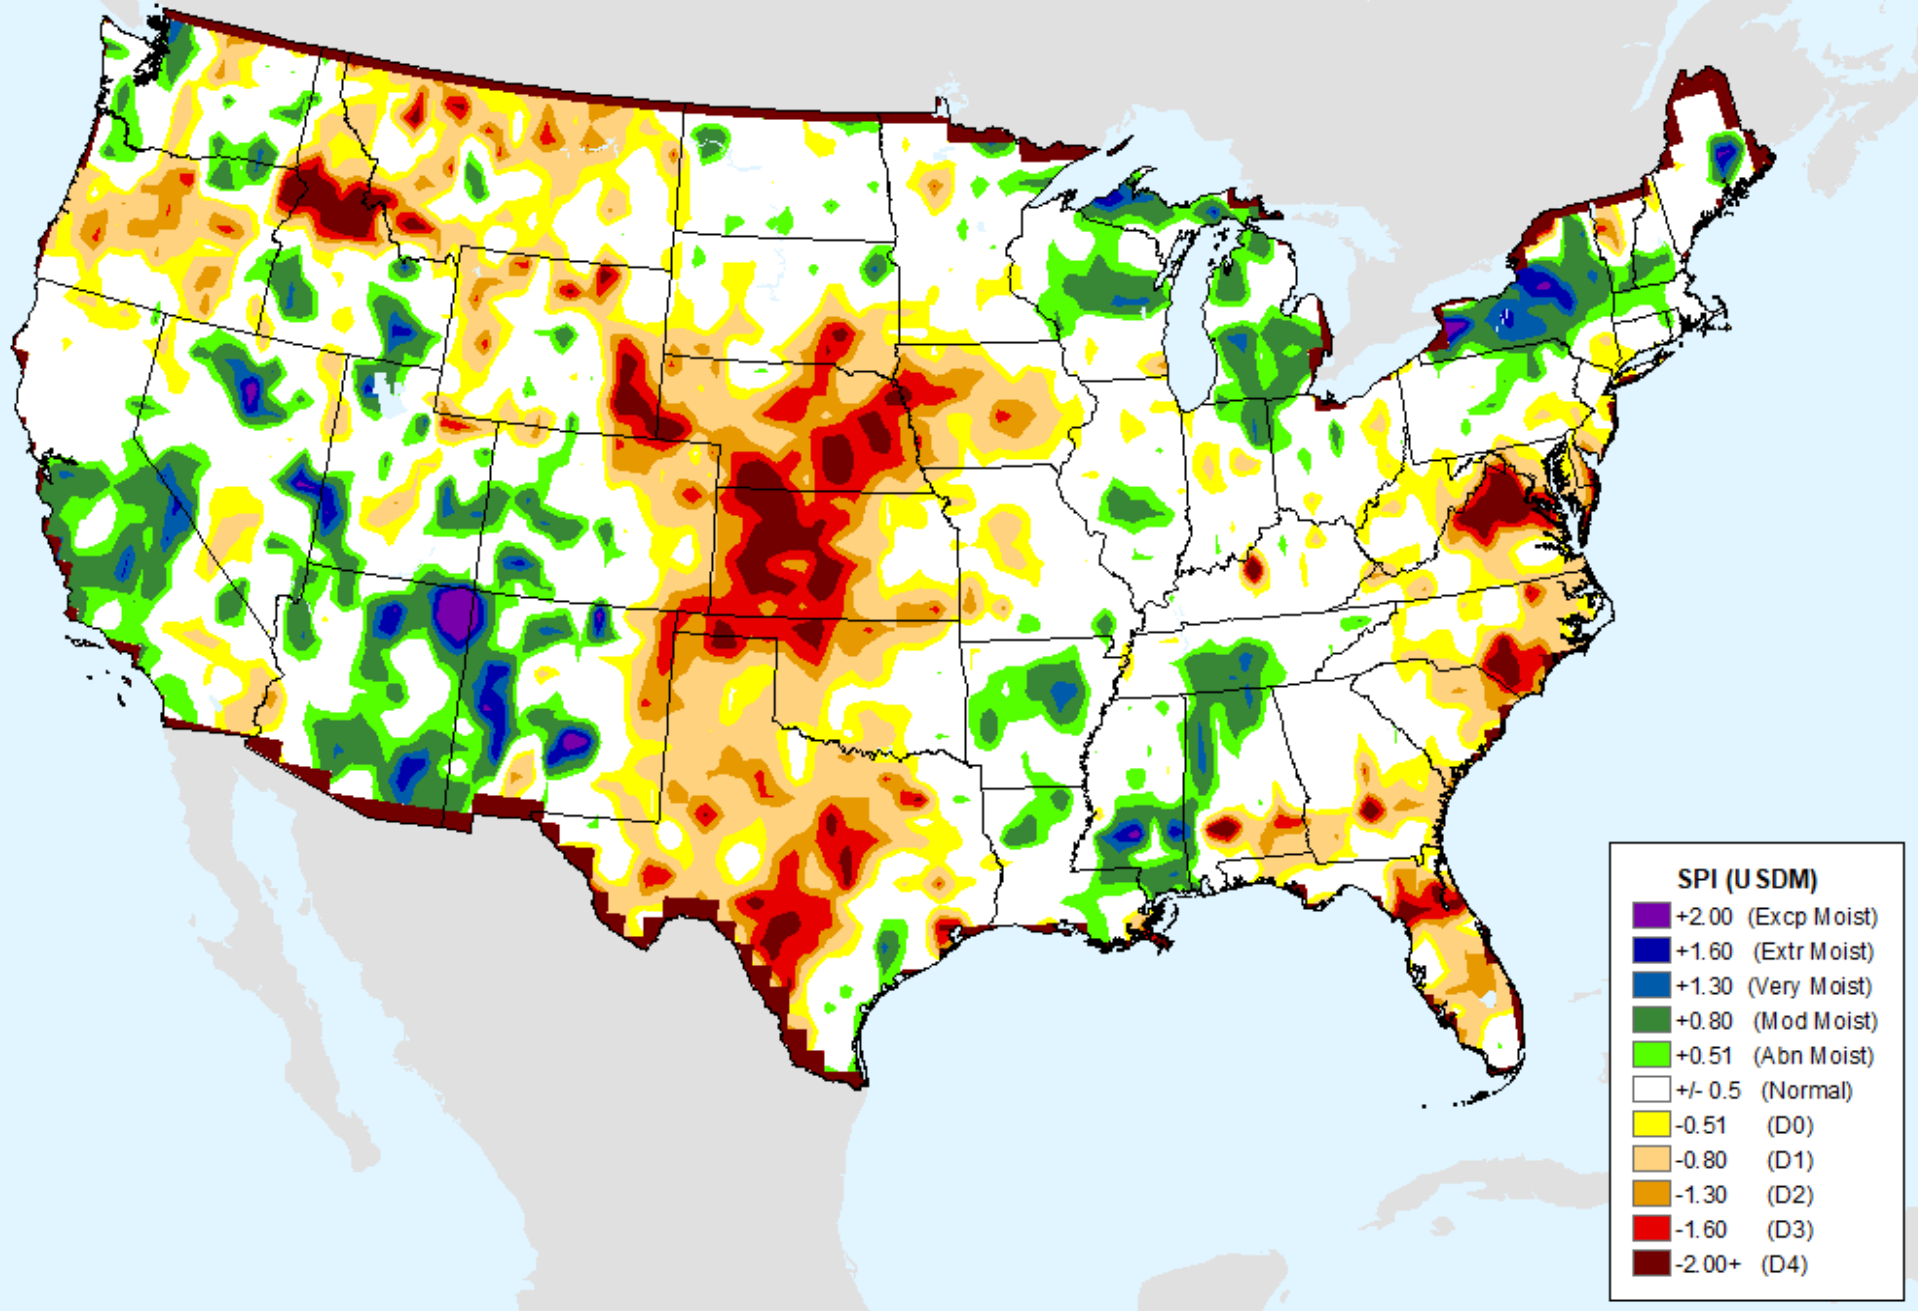 SPI (USDM)
+2.00 (Excp Moist)
+1.60 (Extr Moist)
+1.30 (Very Moist)
+0.80 (Mod Moist)
+0.51 (Abn Moist)
+/- 0.5 (Normal)
-0.51 (D0)
-0.80 (D1)
-1.30 (D2)
-1.60 (D3)
-2.00+ (D4)